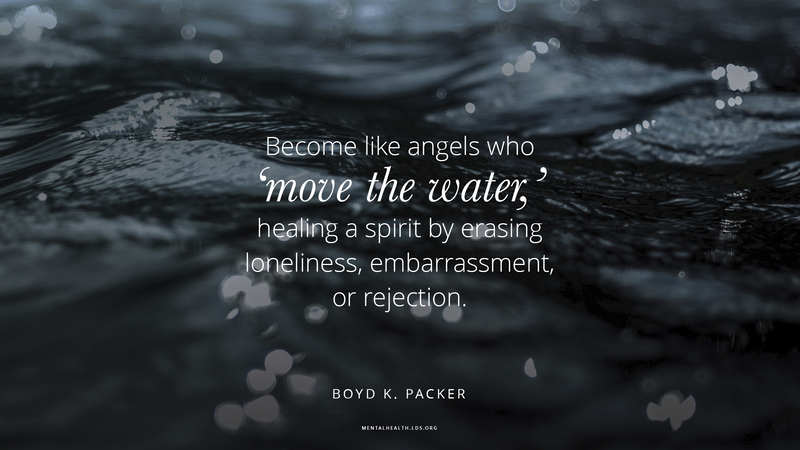 Become like angels who
‘move the water,’
healing a spirit by erasing
loneliness, embarrassment,
or rejection.
BOYD K. PACKER
MENTALHEALTH.LDS.ORG